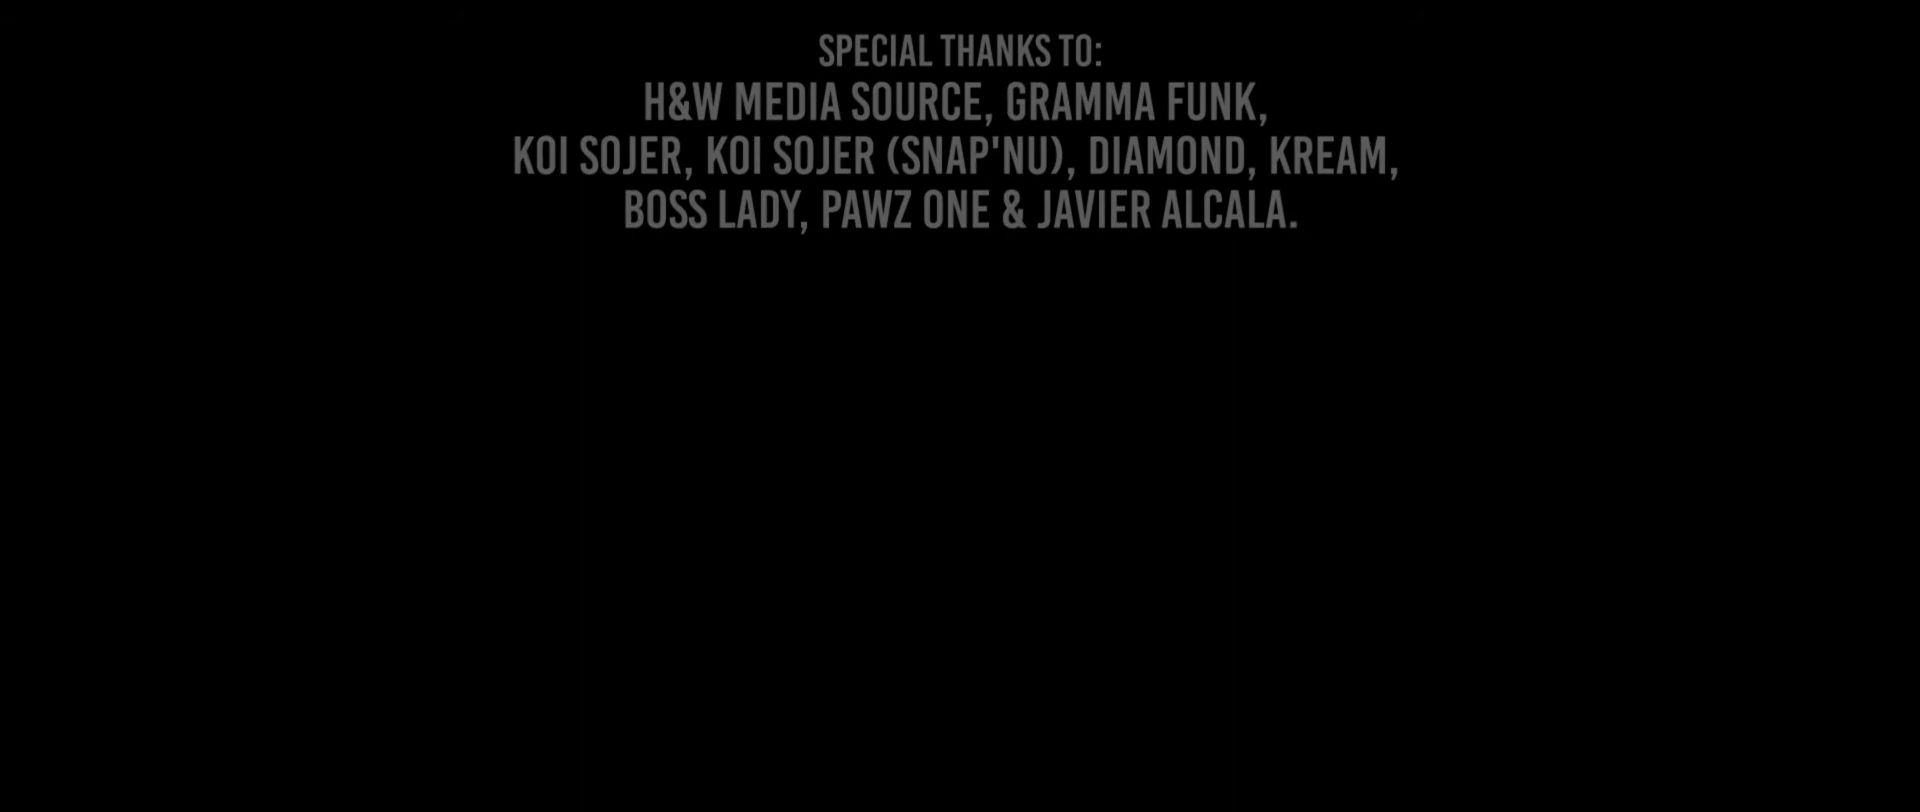 SPECIAL THANKS TO:
H&W MEDIA SOURCE, GRAMMA FUNK,
KOI SOJER, KOI SOJER (SNAP'NU), DIAMOND, KREAM,
BOSS LADY, PAWZ ONE & JAVIER ALCALA.